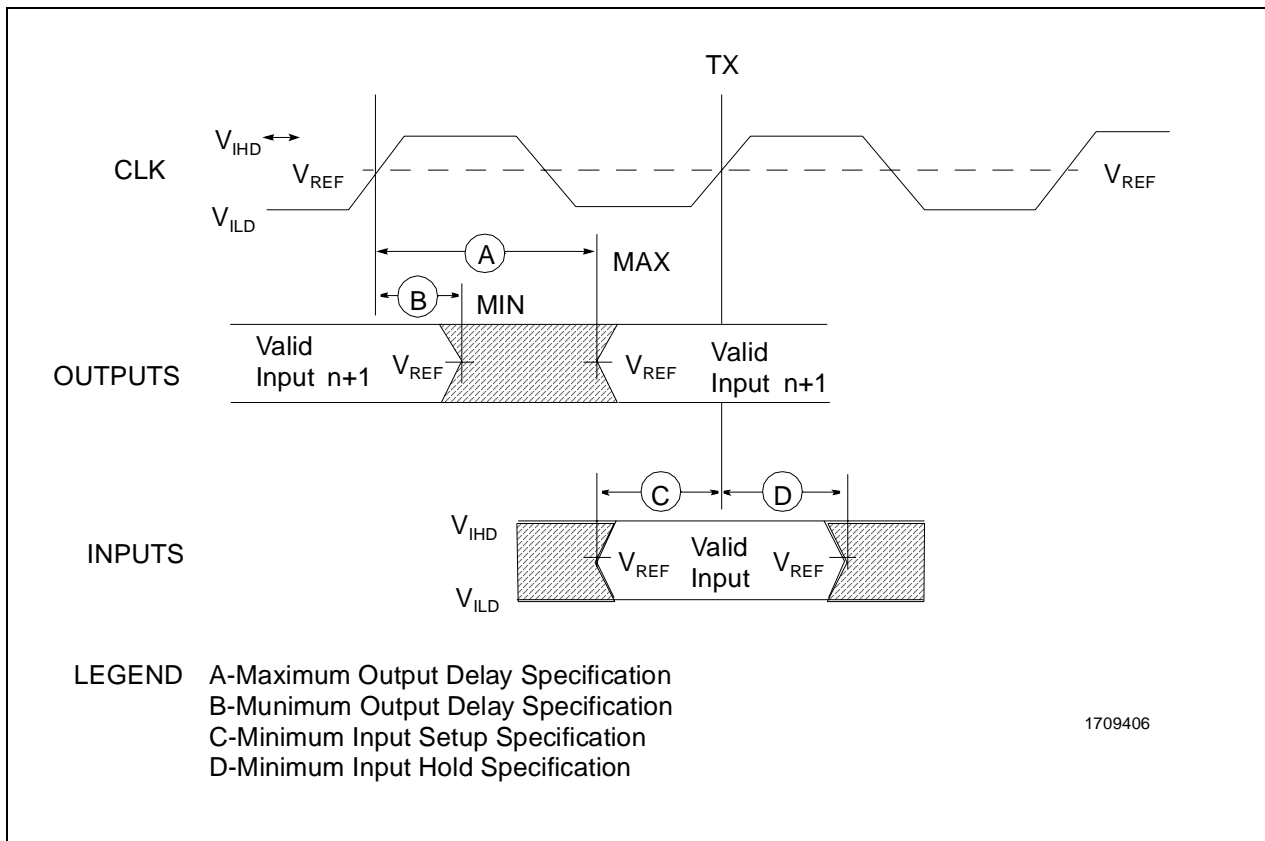 TX
V_IHD
CLK
V_REF
V_REF
V_ILD
A
MAX
B
MIN
Valid
Input n+1
V_REF
V_REF
Valid
Input n+1
OUTPUTS
C
D
V_IHD
INPUTS
V_REF
Valid
Input
V_REF
V_ILD
LEGEND A-Maximum Output Delay Specification
B-Munimum Output Delay Specification
C-Minimum Input Setup Specification
D-Minimum Input Hold Specification
1709406